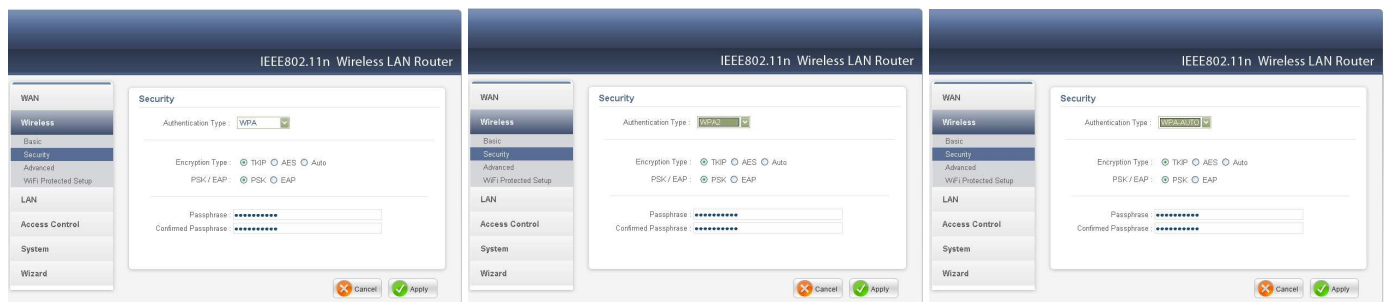 IEEE802.11n Wireless LAN Router
WAN
Wireless
Basic
Security
Advanced
WiFi Protected Setup
LAN
Access Control
System
Wizard
Security
Authentication Type : WPA
Encryption Type : TKIP AES Auto
PSK / EAP : PSK EAP
Passphrase : ••••••••••
Confirmed Passphrase : ••••••••••
Cancel Apply
IEEE802.11n Wireless LAN Router
WAN
Wireless
Basic
Security
Advanced
WiFi Protected Setup
LAN
Access Control
System
Wizard
Security
Authentication Type : WPA2
Encryption Type : TKIP AES Auto
PSK / EAP : PSK EAP
Passphrase : ••••••••••
Confirmed Passphrase : ••••••••••
Cancel Apply
IEEE802.11n Wireless LAN Router
WAN
Wireless
Basic
Security
Advanced
WiFi Protected Setup
LAN
Access Control
System
Wizard
Security
Authentication Type : WPA-AUTO
Encryption Type : TKIP AES Auto
PSK / EAP : PSK EAP
Passphrase : ••••••••••
Confirmed Passphrase : ••••••••••
Cancel Apply